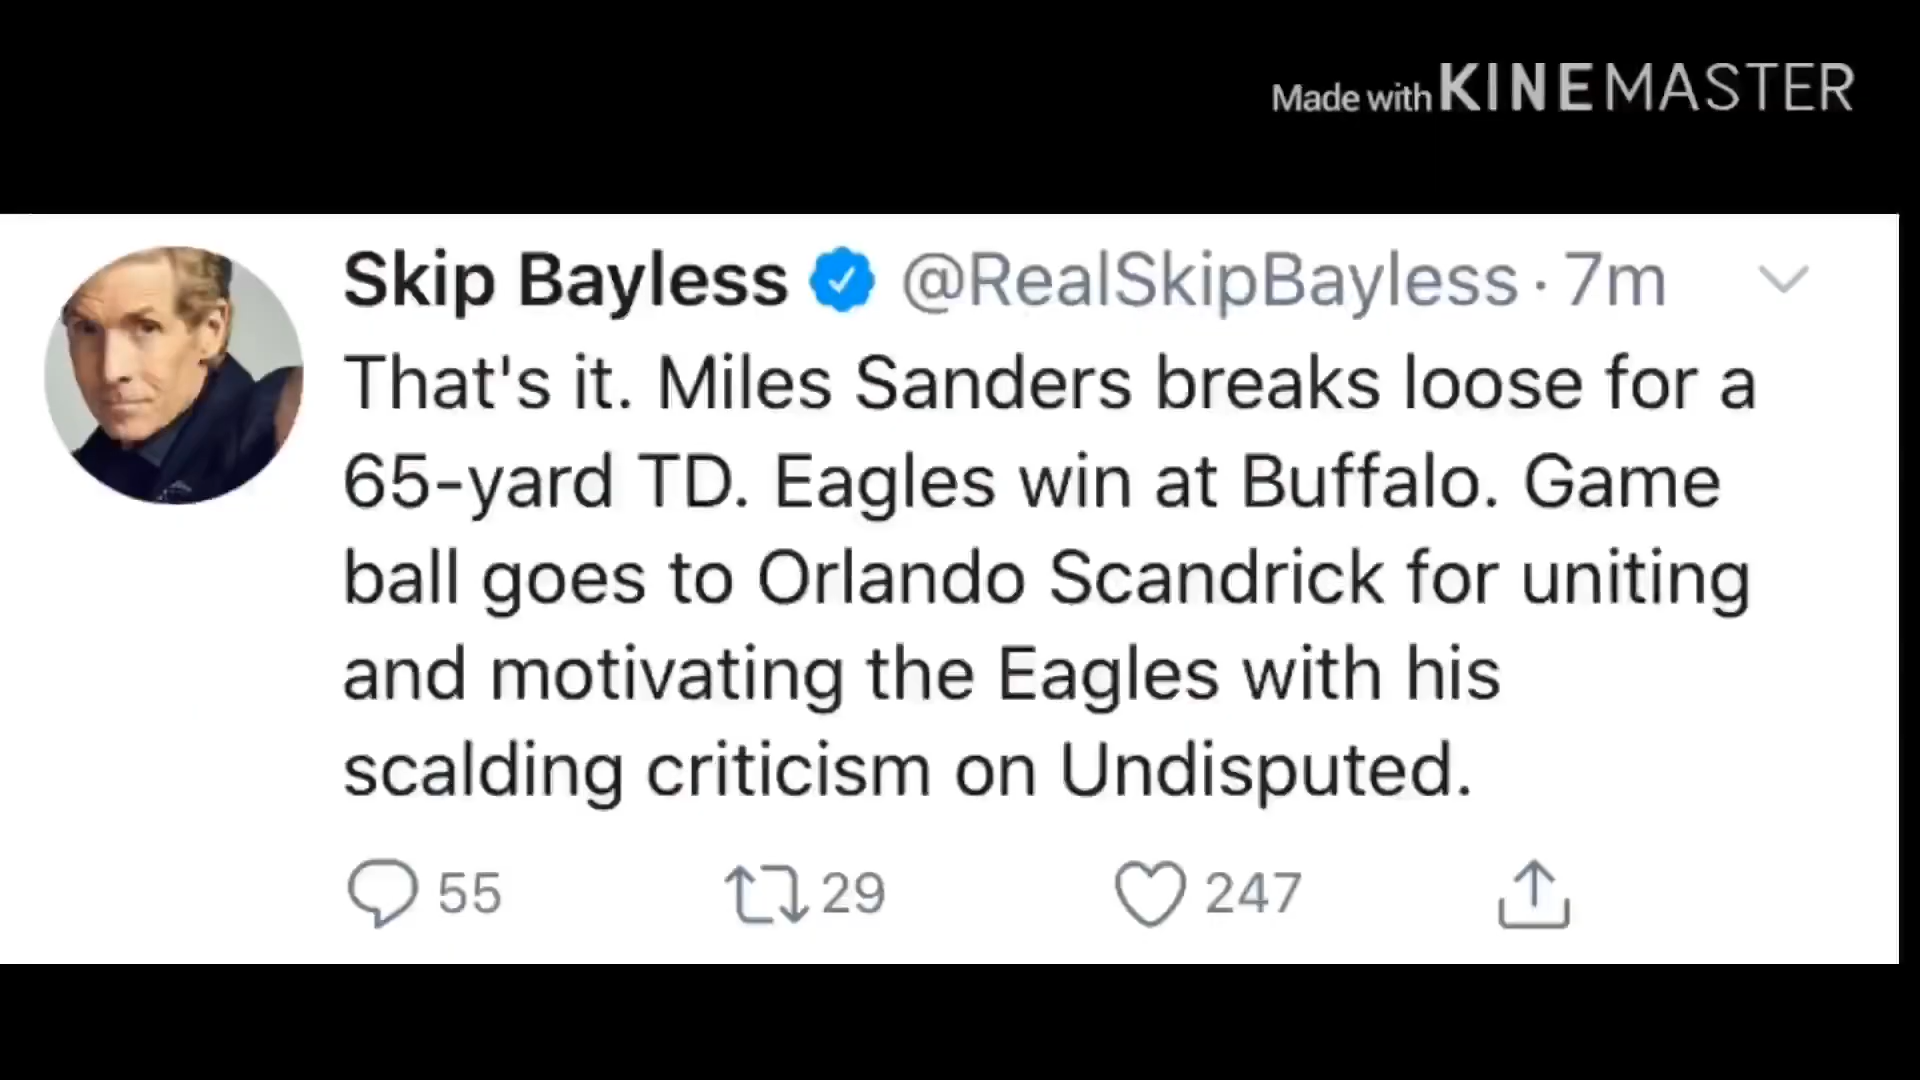 Made with KINEMASTER
Skip Bayless @RealSkipBayless · 7m
That's it. Miles Sanders breaks loose for a
65-yard TD. Eagles win at Buffalo. Game
ball goes to Orlando Scandrick for uniting
and motivating the Eagles with his
scalding criticism on Undisputed.
55 29 247